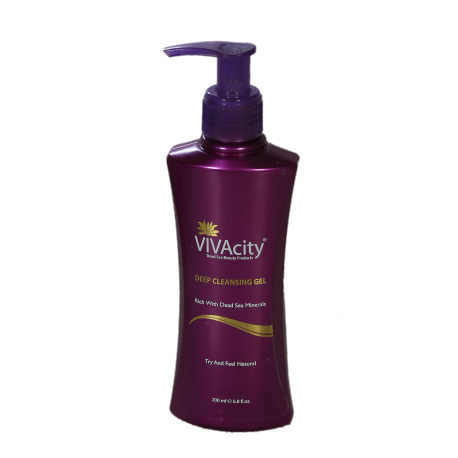 VIVAcity®
Dead Sea Beauty Products
DEEP CLEANSING GEL
Rich With Dead Sea Minerals
Try And Feel Natural
200 ml ℮ 6.8 fl.oz